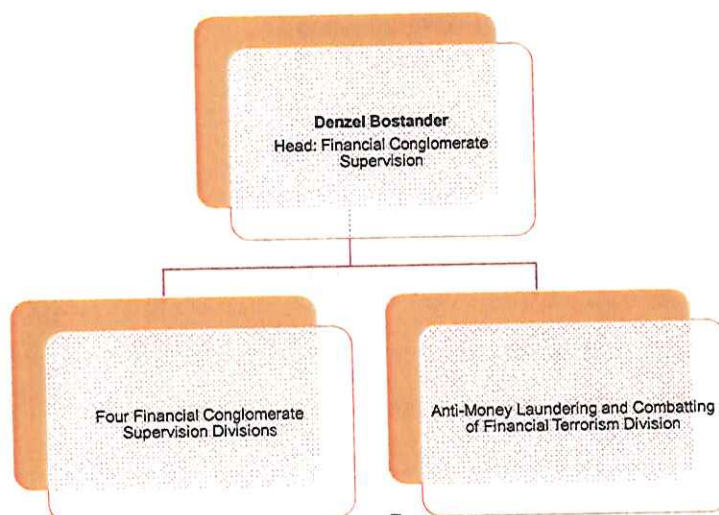 Denzel Bostander
Head: Financial Conglomerate
Supervision
Four Financial Conglomerate
Supervision Divisions
Anti-Money Laundering and Combatting
of Financial Terrorism Division